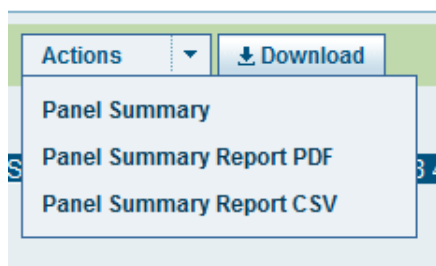 Actions Download
Panel Summary
Panel Summary Report PDF
Panel Summary Report CSV